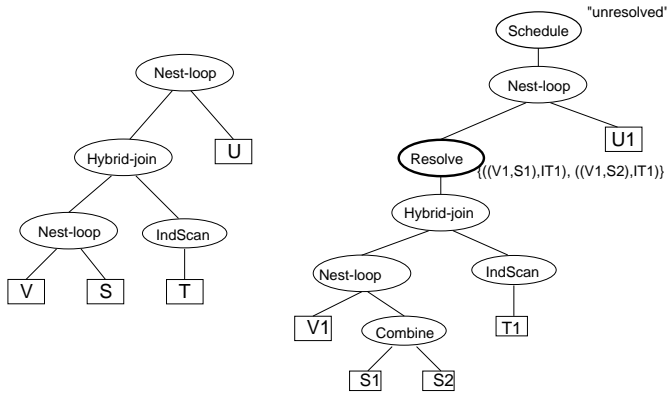 "unresolved"
Schedule
Nest-loop
Nest-loop
U
U1
Hybrid-join
Resolve
{((V1,S1),IT1), ((V1,S2),IT1)}
Hybrid-join
Nest-loop
IndScan
Nest-loop
IndScan
V
S
T
V1
Combine
T1
S1
S2